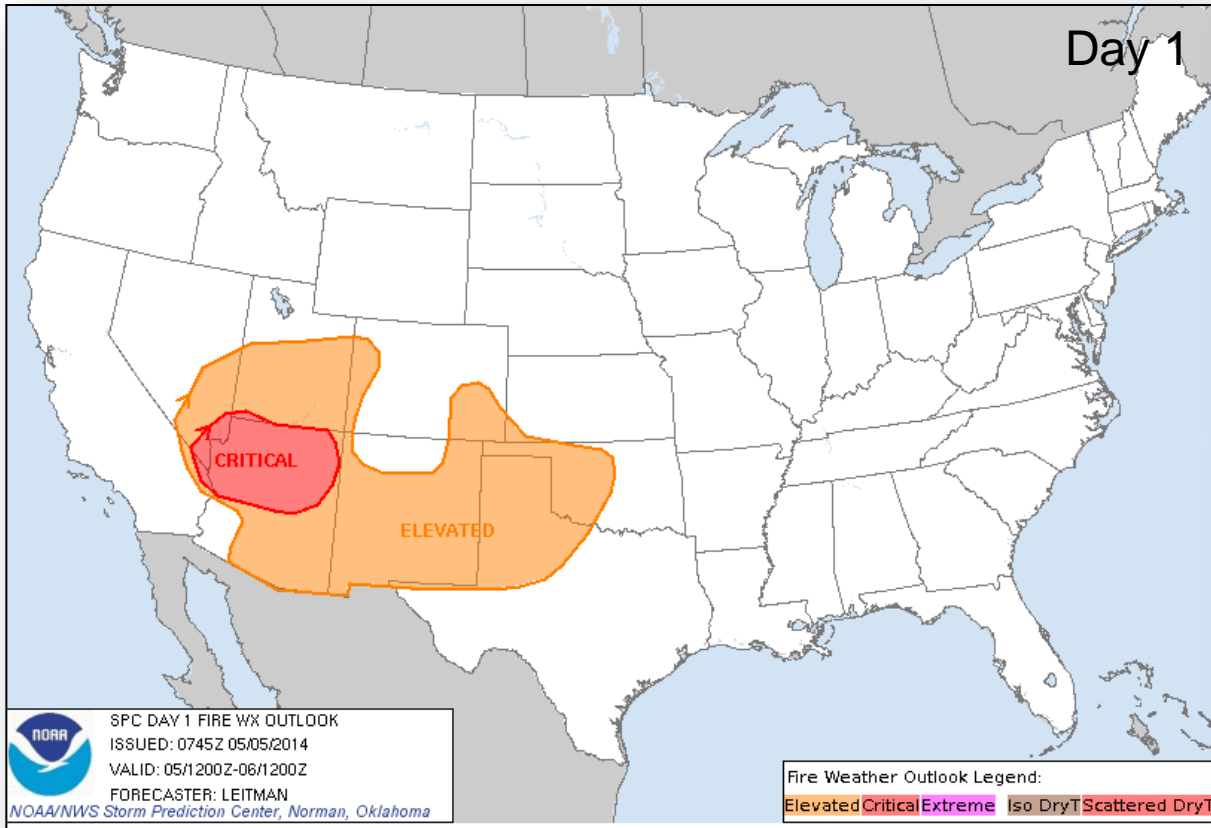 Day 1
CRITICAL
ELEVATED
NOAA
SPC DAY 1 FIRE WX OUTLOOK
ISSUED: 0745Z 05/05/2014
VALID: 05/1200Z-06/1200Z
FORECASTER: LEITMAN
NOAA/NWS Storm Prediction Center, Norman, Oklahoma
Fire Weather Outlook Legend:
Elevated Critical Extreme Iso DryT Scattered DryT